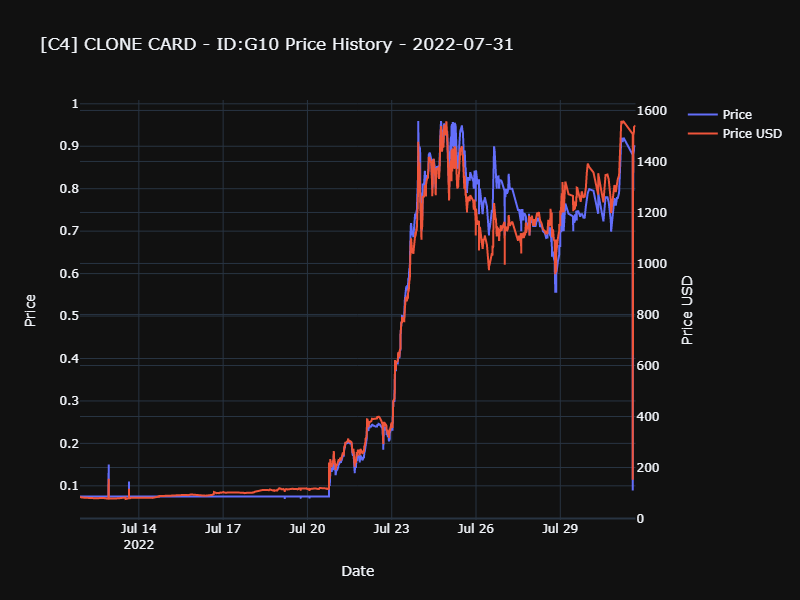 [C4] CLONE CARD - ID:G10 Price History - 2022-07-31
Price
Price USD
1
0.9
0.8
0.7
0.6
0.5
0.4
0.3
0.2
0.1
Price
1600
1400
1200
1000
800
600
400
200
0
Price USD
Jul 14
2022
Jul 17
Jul 20
Jul 23
Jul 26
Jul 29
Date